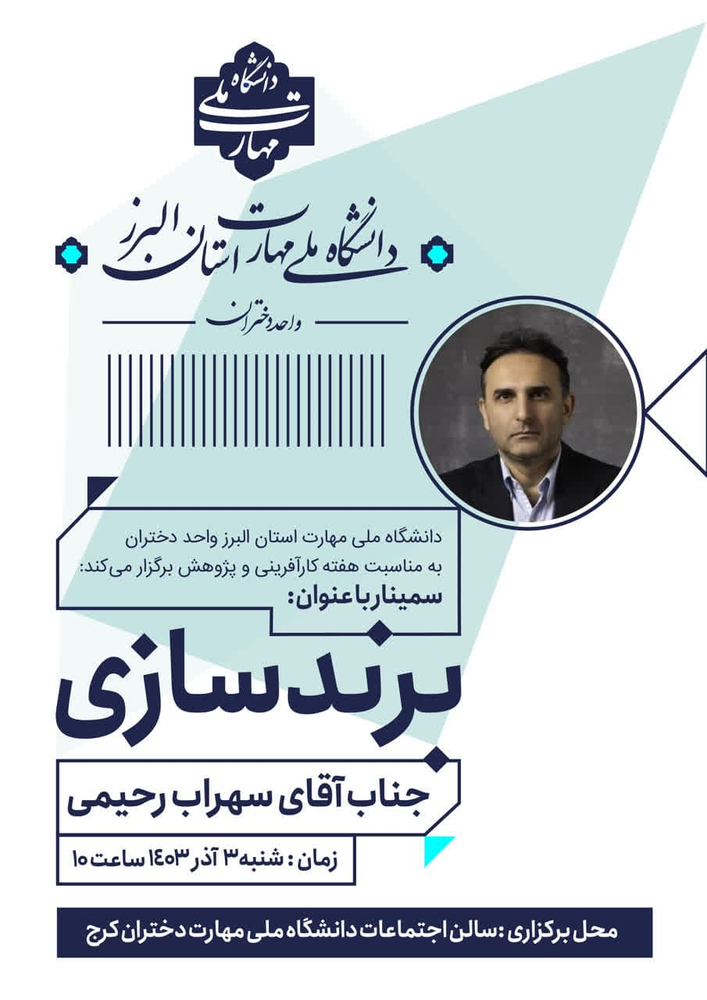 دانشگاه
ملی
مهارت
دانشگاه ملی مهارت استان البرز
واحد دختران
دانشگاه ملی مهارت استان البرز واحد دختران
به مناسبت هفته کارآفرینی و پژوهش برگزار می‌کند:
سمینار با عنوان:
برندسازی
جناب آقای سهراب رحیمی
زمان : شنبه ۳ آذر ۱۴۰۳ ساعت ۱۰
محل برگزاری :سالن اجتماعات دانشگاه ملی مهارت دختران کرج